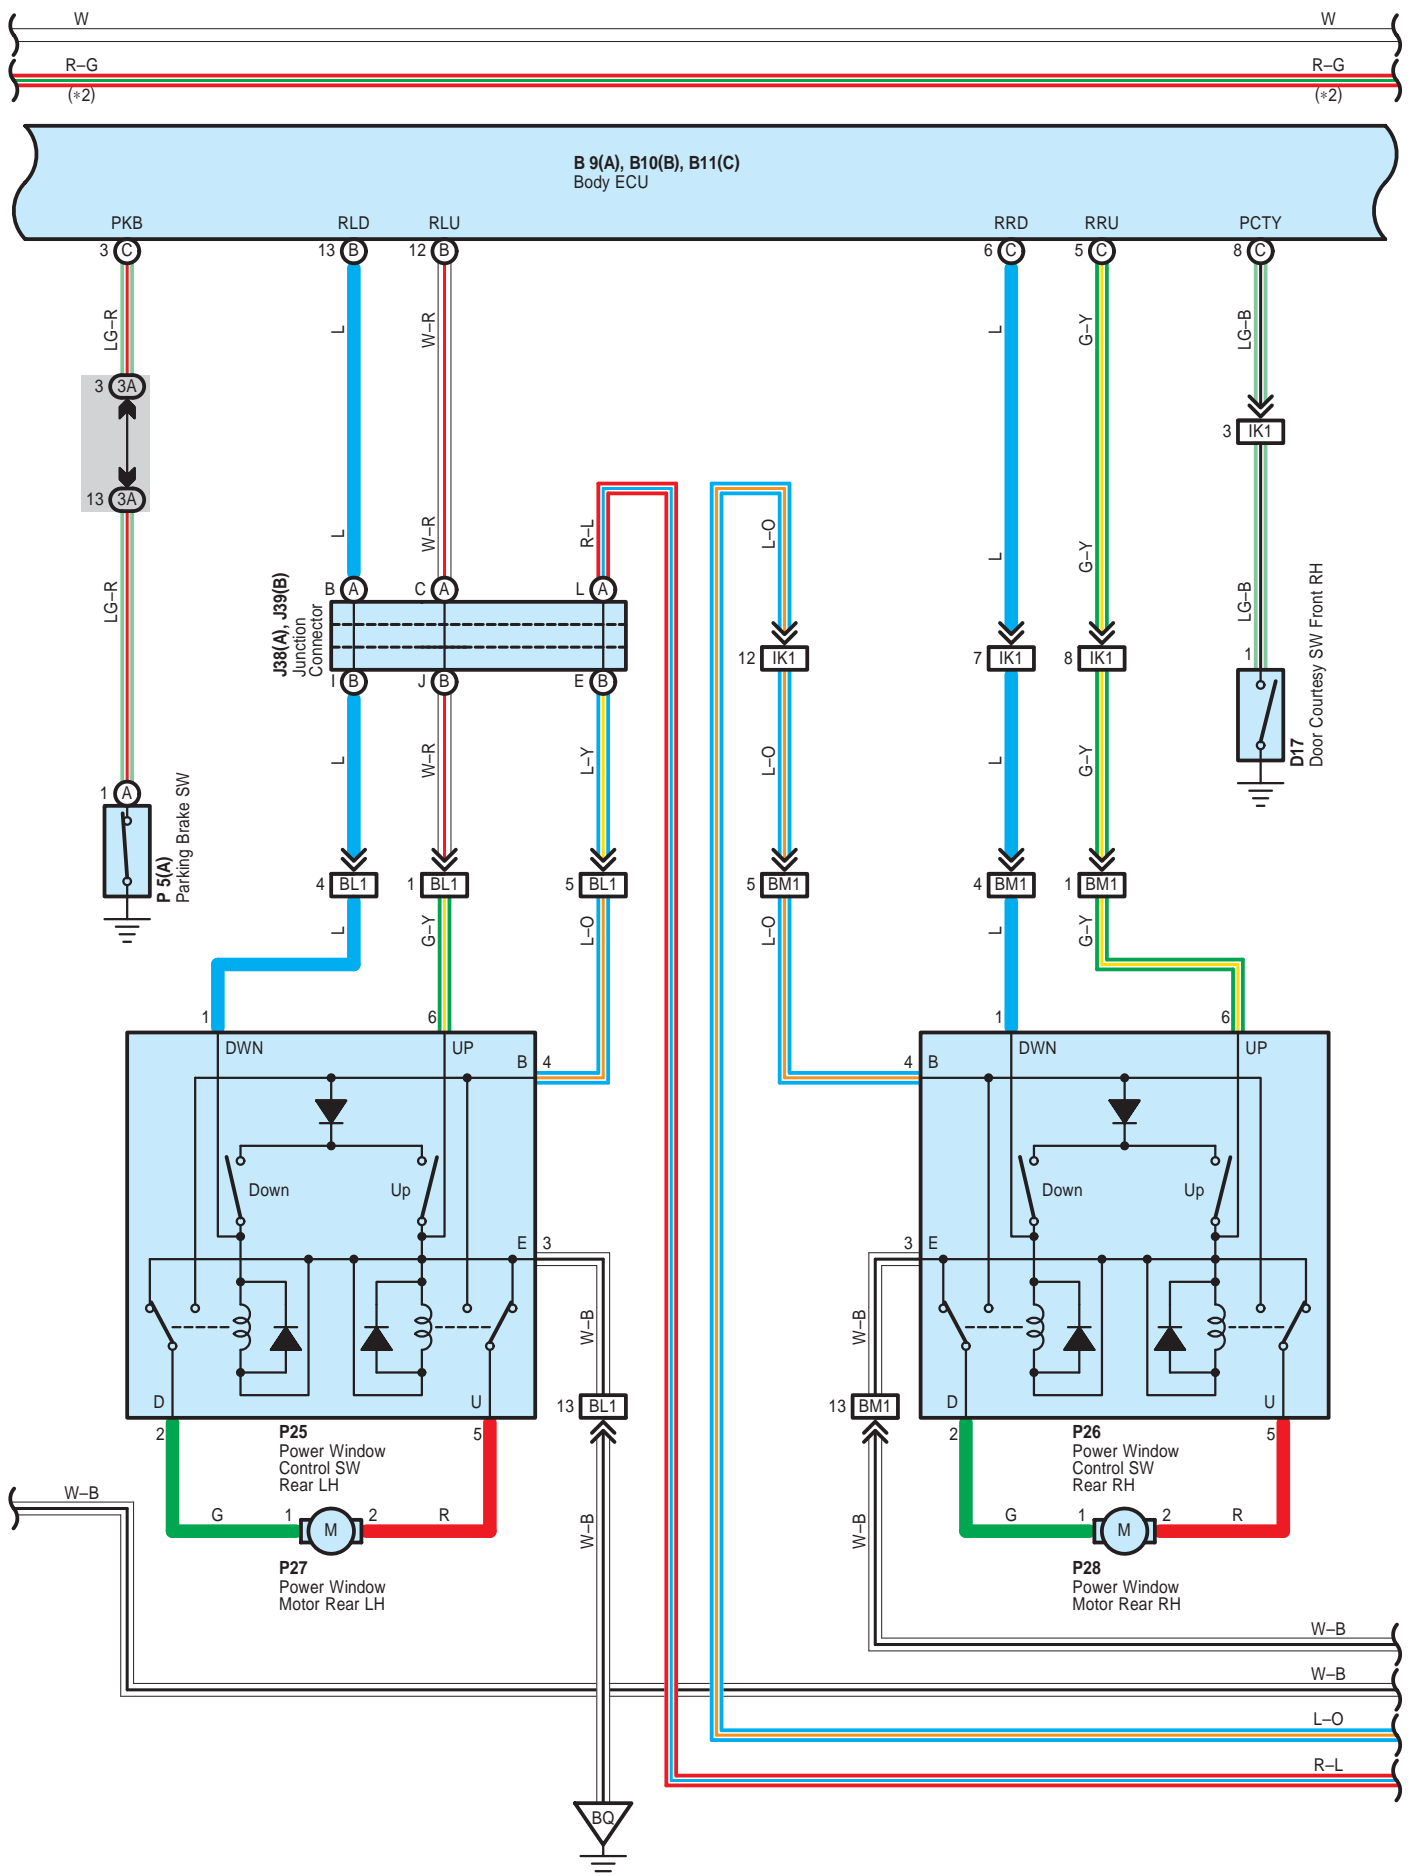 W W
R–G R–G
(*2) (*2)
B 9(A), B10(B), B11(C)
Body ECU
PKB RLD RLU RRD RRU PCTY
3 C 13 B 12 B 6 C 5 C 8 C
LG–R L W–R L G–Y LG–B
3 3A
3 IK1
13 3A
L W–R R–L L–O L G–Y
LG–R
LG–B
B A C A L A
J38(A), J39(B)
Junction
Connector
12 IK1 7 IK1 8 IK1
1
I B J B E B
D17
Door Courtesy SW Front RH
L W–R L–Y L–O L G–Y
1 A
P 5(A)
Parking Brake SW
4 BL1 1 BL1 5 BL1 5 BM1 4 BM1 1 BM1
L G–Y L–O L–O L G–Y
1 6 1 6
DWN UP DWN UP
B 4 4 B
Down Up Down Up
E 3 3 E
W–B W–B
D U D U
13 BL1 13 BM1
2 5 2 5
P25
Power Window
Control SW
Rear LH
P26
Power Window
Control SW
Rear RH
W–B
G 1 M 2 R G 1 M 2 R
W–B W–B
P27
Power Window
Motor Rear LH
P28
Power Window
Motor Rear RH
W–B
W–B
L–O
R–L
BQ